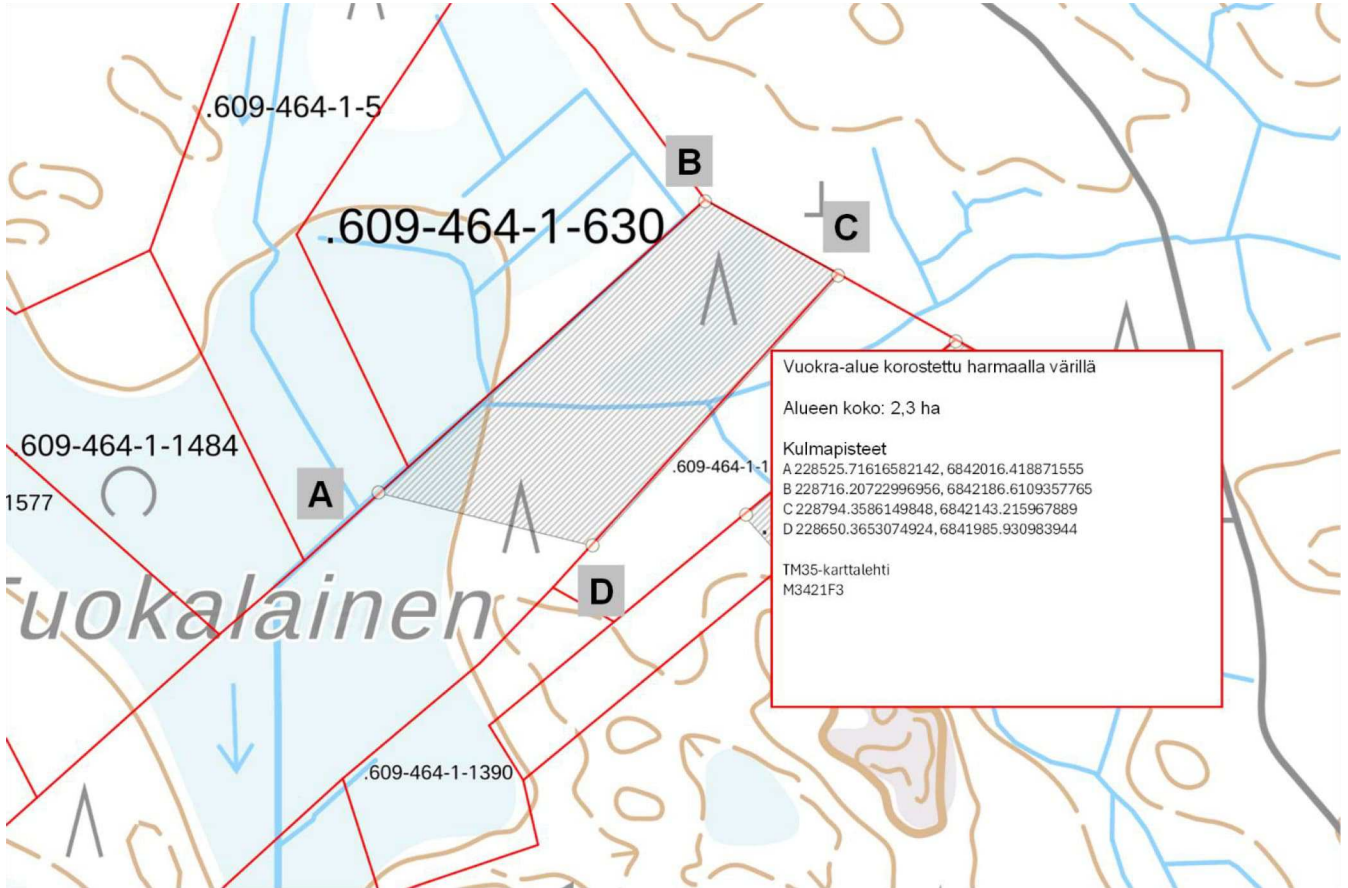 .609-464-1-5
B
.609-464-1-630
C
.609-464-1-1484
1577
A
.609-464-1-1
D
uokalainen
.609-464-1-1390
Vuokra-alue korostettu harmaalla värillä
Alueen koko: 2,3 ha
Kulmapisteet
A 228525.71616582142, 6842016.418871555
B 228716.20722996956, 6842186.6109357765
C 228794.3586149848, 6842143.215967889
D 228650.3653074924, 6841985.930983944
TM35-karttalehti
M3421F3